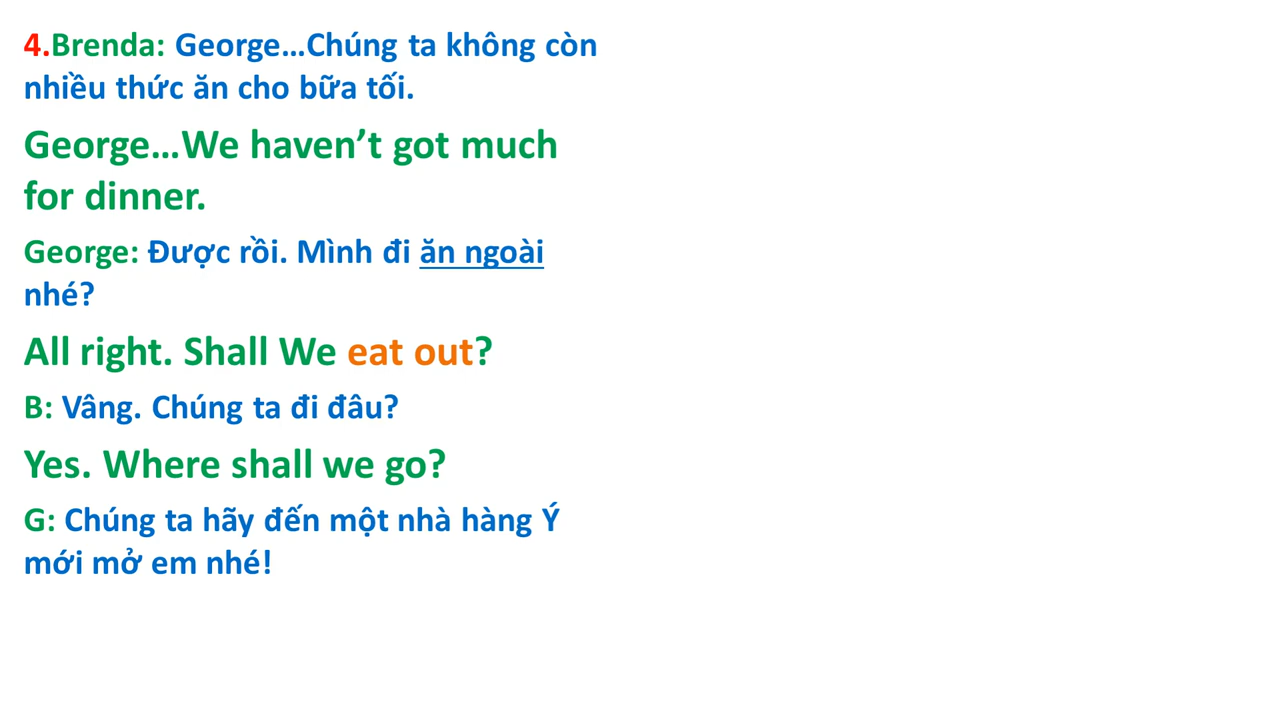 4.Brenda: George…Chúng ta không còn
nhiều thức ăn cho bữa tối.
George…We haven’t got much
for dinner.
George: Được rồi. Mình đi ăn ngoài
nhé?
All right. Shall We eat out?
B: Vâng. Chúng ta đi đâu?
Yes. Where shall we go?
G: Chúng ta hãy đến một nhà hàng Ý
mới mở em nhé!